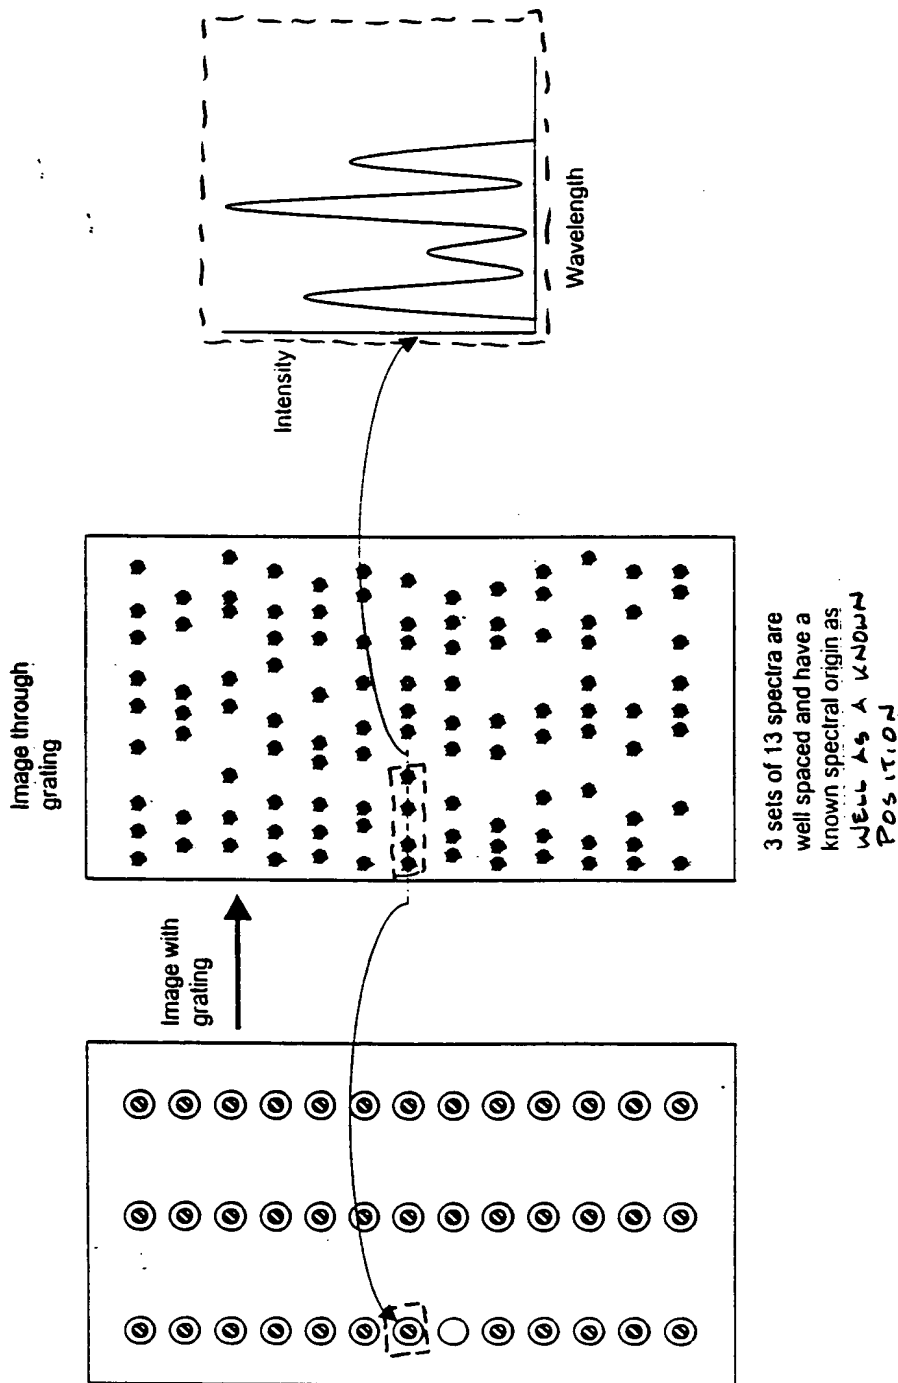 Image through
grating
Image with
grating
Intensity
Wavelength
3 sets of 13 spectra are
well spaced and have a
known spectral origin as
WELL AS A KNOWN
POSITION